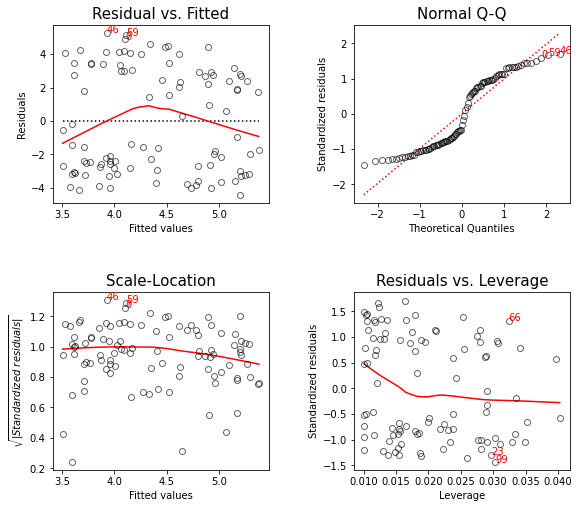 Residual vs. Fitted
46
59
0
4
2
0
−2
−4
Residuals
3.5 4.0 4.5 5.0
Fitted values
Normal Q-Q
0
59
46
2
1
0
−1
−2
Standardized residuals
−2 −1 0 1 2
Theoretical Quantiles
Scale-Location
46
59
0
1.2
1.0
0.8
0.6
0.4
0.2
√|Standardized residuals|
3.5 4.0 4.5 5.0
Fitted values
Residuals vs. Leverage
66
23
99
1.5
1.0
0.5
0.0
−0.5
−1.0
−1.5
Standardized residuals
0.010 0.015 0.020 0.025 0.030 0.035 0.040
Leverage